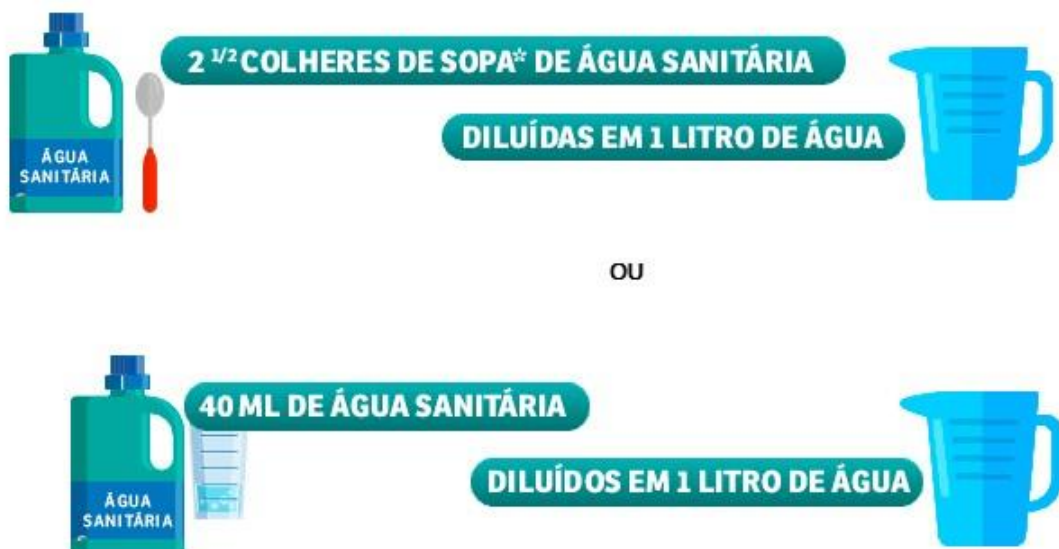 2 1/2 COLHERES DE SOPA* DE ÁGUA SANITÁRIA
DILUÍDAS EM 1 LITRO DE ÁGUA
ÁGUA
SANITÁRIA
OU
40 ML DE ÁGUA SANITÁRIA
DILUÍDOS EM 1 LITRO DE ÁGUA
ÁGUA
SANITÁRIA